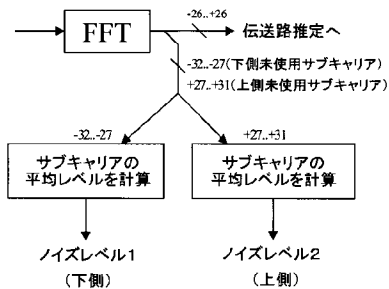 -26..+26
FFT
伝送路推定へ
-32..-27(下側未使用サブキャリア)
+27..+31(上側未使用サブキャリア)
-32..-27
+27..+31
サブキャリアの
平均レベルを計算
サブキャリアの
平均レベルを計算
ノイズレベル1
(下側)
ノイズレベル2
(上側)